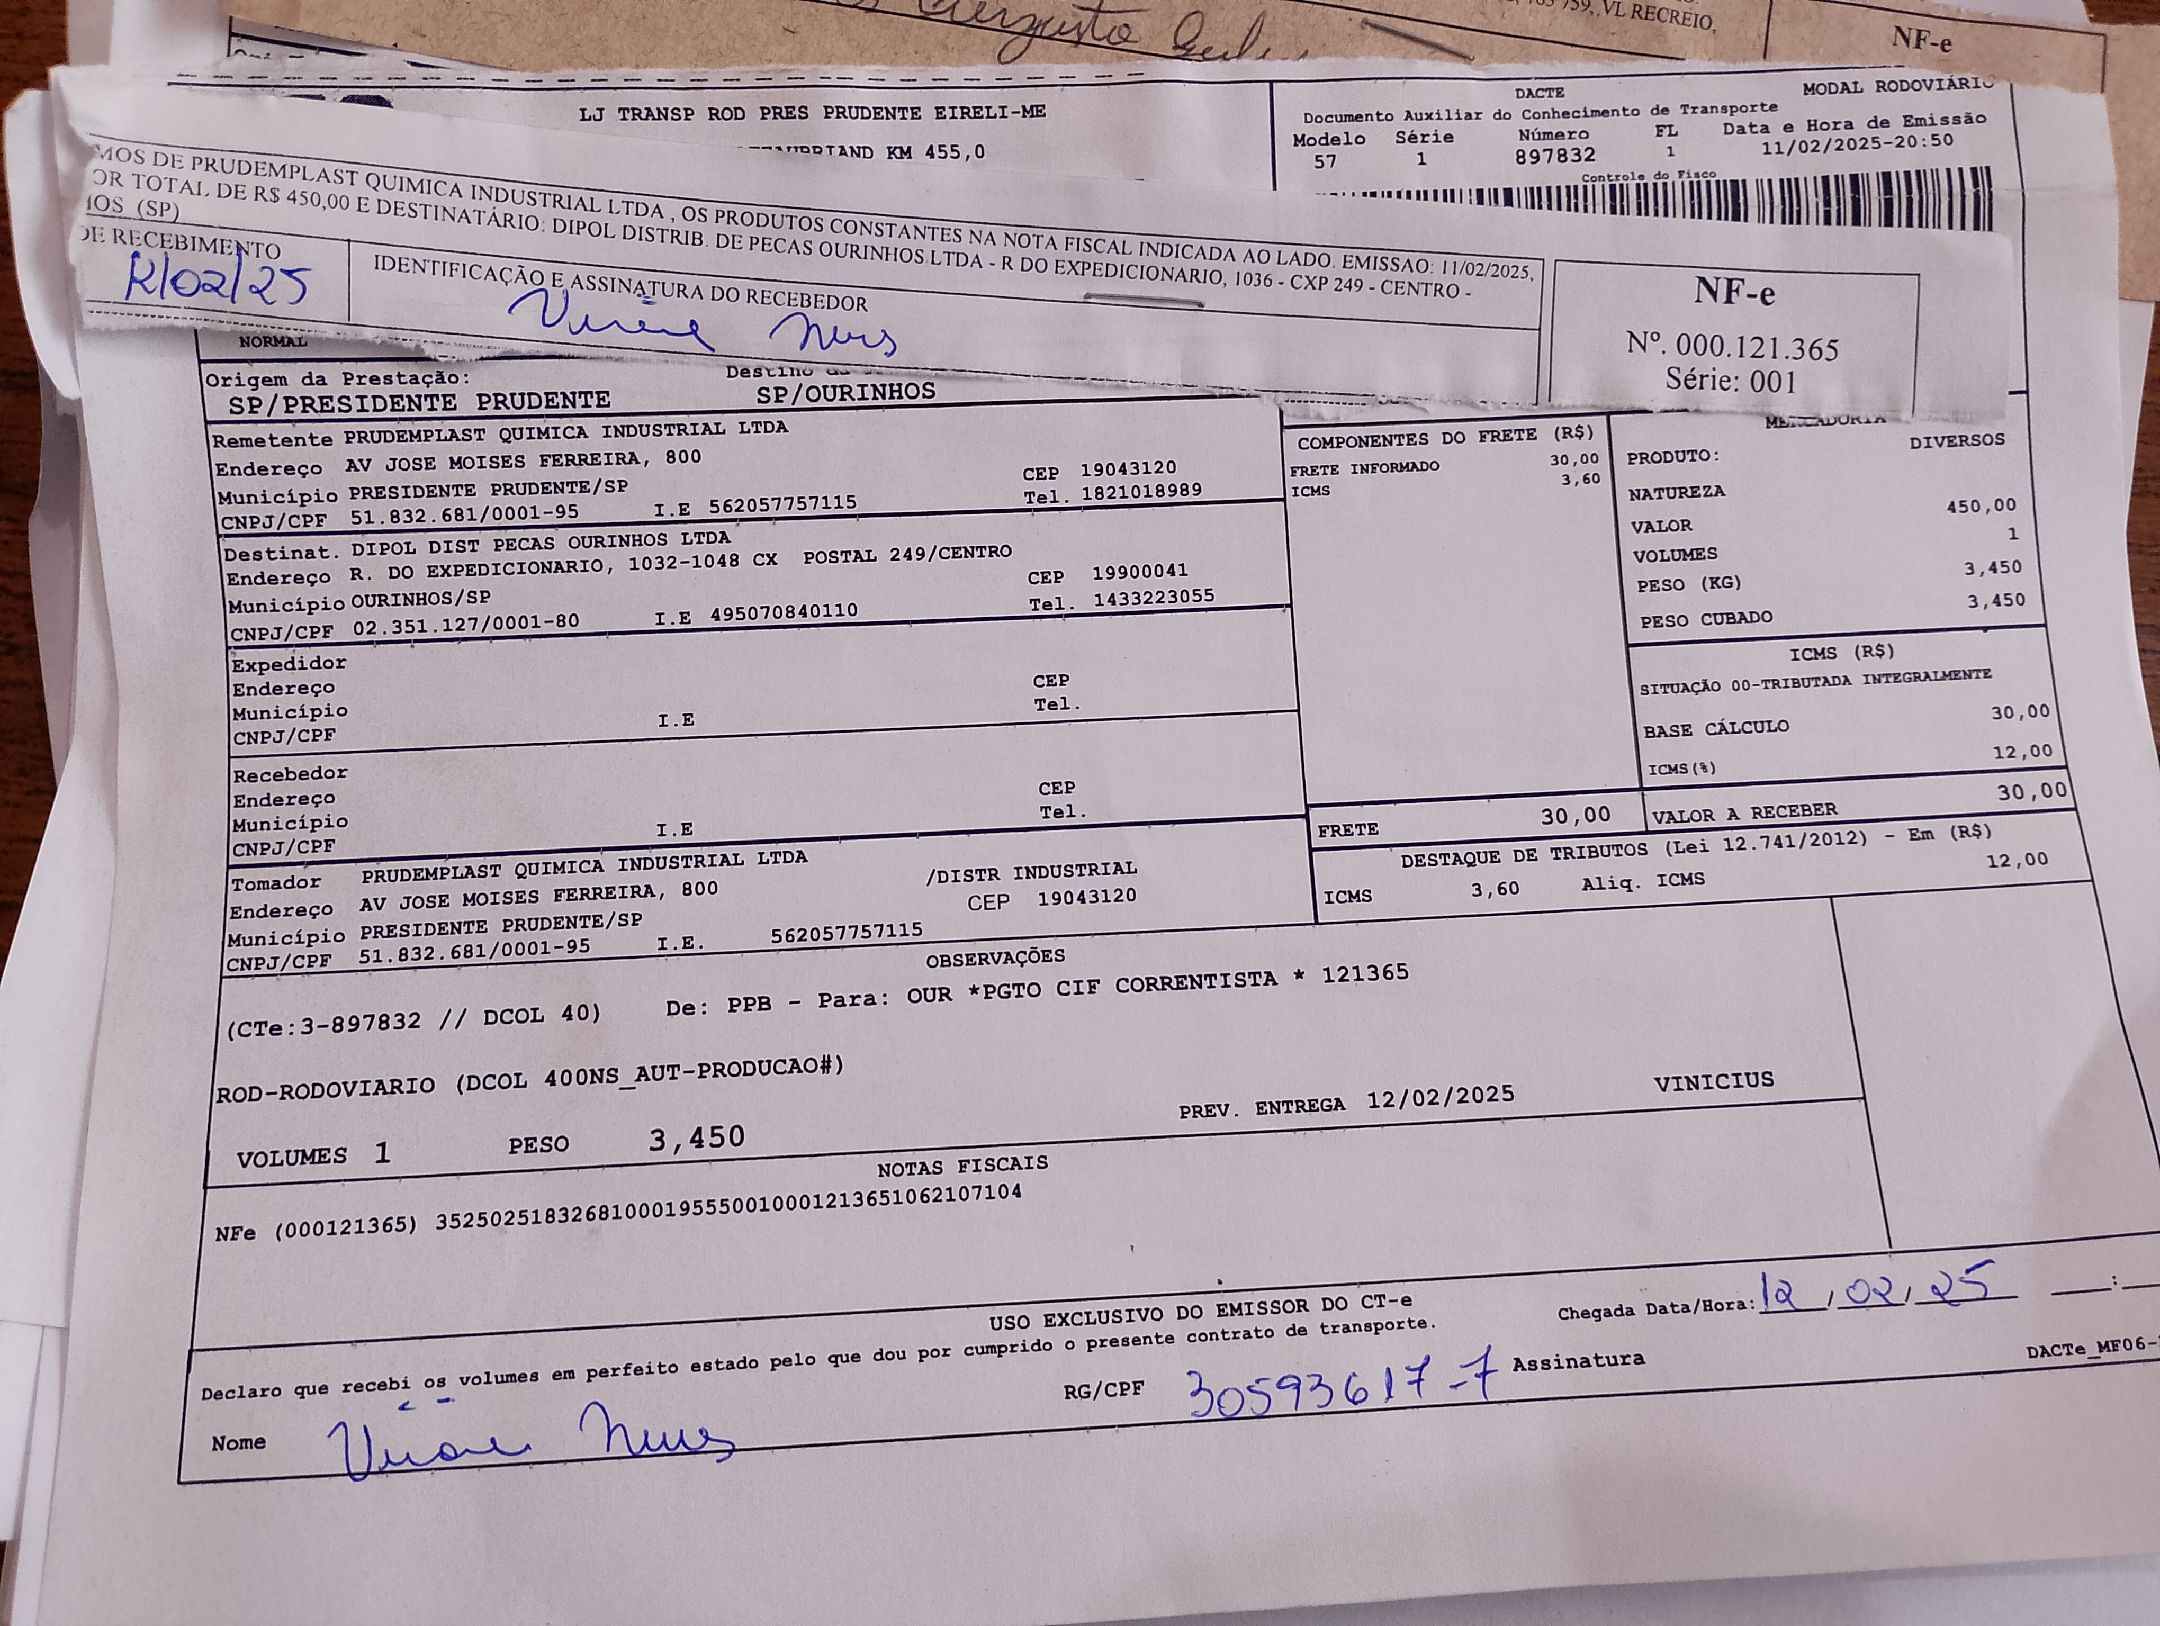 759, VL RECREIO,
NF-e
LJ TRANSP ROD PRES PRUDENTE EIRELI-ME
KM 455,0
DACTE
MODAL RODOVIÁRIO
Documento Auxiliar do Conhecimento de Transporte
Modelo Série Número FL Data e Hora de Emissão
57 1 897832 1 11/02/2025-20:50
Controle do Fisco
MOS DE PRUDEMPLAST QUIMICA INDUSTRIAL LTDA , OS PRODUTOS CONSTANTES NA NOTA FISCAL INDICADA AO LADO. EMISSAO: 11/02/2025,
OR TOTAL DE R$ 450,00 E DESTINATÁRIO: DIPOL DISTRIB. DE PECAS OURINHOS LTDA - R DO EXPEDICIONARIO, 1036 - CXP 249 - CENTRO -
HOS (SP)
DE RECEBIMENTO
12/02/25
IDENTIFICAÇÃO E ASSINATURA DO RECEBEDOR
NF-e
Nº. 000.121.365
Série: 001
NORMAL
Origem da Prestação: Destino da
SP/PRESIDENTE PRUDENTE SP/OURINHOS
Remetente PRUDEMPLAST QUIMICA INDUSTRIAL LTDA
Endereço AV JOSE MOISES FERREIRA, 800 CEP 19043120
Município PRESIDENTE PRUDENTE/SP Tel. 1821018989
CNPJ/CPF 51.832.681/0001-95 I.E 562057757115
Destinat. DIPOL DIST PECAS OURINHOS LTDA
Endereço R. DO EXPEDICIONARIO, 1032-1048 CX POSTAL 249/CENTRO
CEP 19900041
Município OURINHOS/SP Tel. 1433223055
CNPJ/CPF 02.351.127/0001-80 I.E 495070840110
Expedidor
Endereço CEP
Município Tel.
CNPJ/CPF I.E
Recebedor
Endereço CEP
Município Tel.
CNPJ/CPF I.E
Tomador PRUDEMPLAST QUIMICA INDUSTRIAL LTDA
Endereço AV JOSE MOISES FERREIRA, 800 /DISTR INDUSTRIAL
Município PRESIDENTE PRUDENTE/SP CEP 19043120
CNPJ/CPF 51.832.681/0001-95 I.E. 562057757115
COMPONENTES DO FRETE (R$)
FRETE INFORMADO 30,00
ICMS 3,60
MERCADORIA
PRODUTO: DIVERSOS
NATUREZA
VALOR 450,00
VOLUMES 1
PESO (KG) 3,450
PESO CUBADO 3,450
ICMS (R$)
SITUAÇÃO 00-TRIBUTADA INTEGRALMENTE
BASE CÁLCULO 30,00
ICMS(%) 12,00
FRETE 30,00 VALOR A RECEBER 30,00
DESTAQUE DE TRIBUTOS (Lei 12.741/2012) - Em (R$)
ICMS 3,60 Aliq. ICMS 12,00
OBSERVAÇÕES
(CTe:3-897832 // DCOL 40) De: PPB - Para: OUR *PGTO CIF CORRENTISTA * 121365
ROD-RODOVIARIO (DCOL 400NS_AUT-PRODUCAO#)
PREV. ENTREGA 12/02/2025 VINICIUS
VOLUMES 1 PESO 3,450
NOTAS FISCAIS
NFe (000121365) 35250251832681000195550010001213651062107104
USO EXCLUSIVO DO EMISSOR DO CT-e
Chegada Data/Hora: 12/02/25 __:__
Declaro que recebi os volumes em perfeito estado pelo que dou por cumprido o presente contrato de transporte.
Nome RG/CPF 30593617-7 Assinatura
DACTe_MF06-